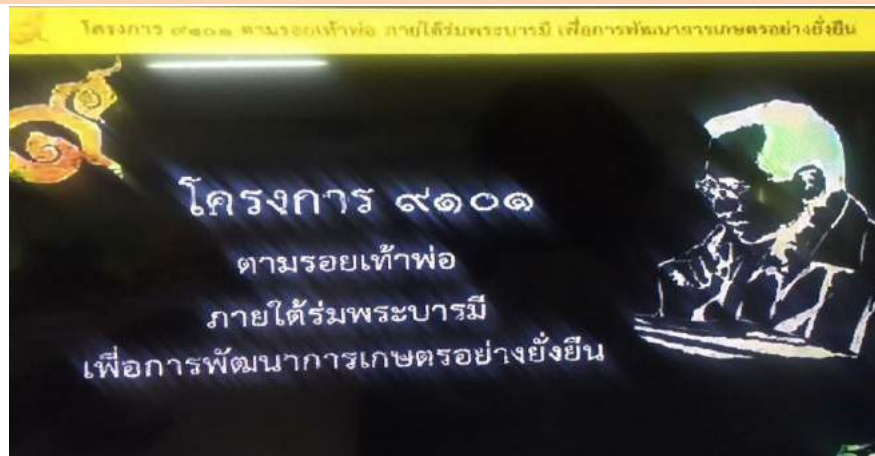 โครงการ ๙๑๐๑ ตามรอยเท้าพ่อ ภายใต้ร่มพระบารมี เพื่อการพัฒนาการเกษตรอย่างยั่งยืน
โครงการ ๙๑๐๑
ตามรอยเท้าพ่อ
ภายใต้ร่มพระบารมี
เพื่อการพัฒนาการเกษตรอย่างยั่งยืน